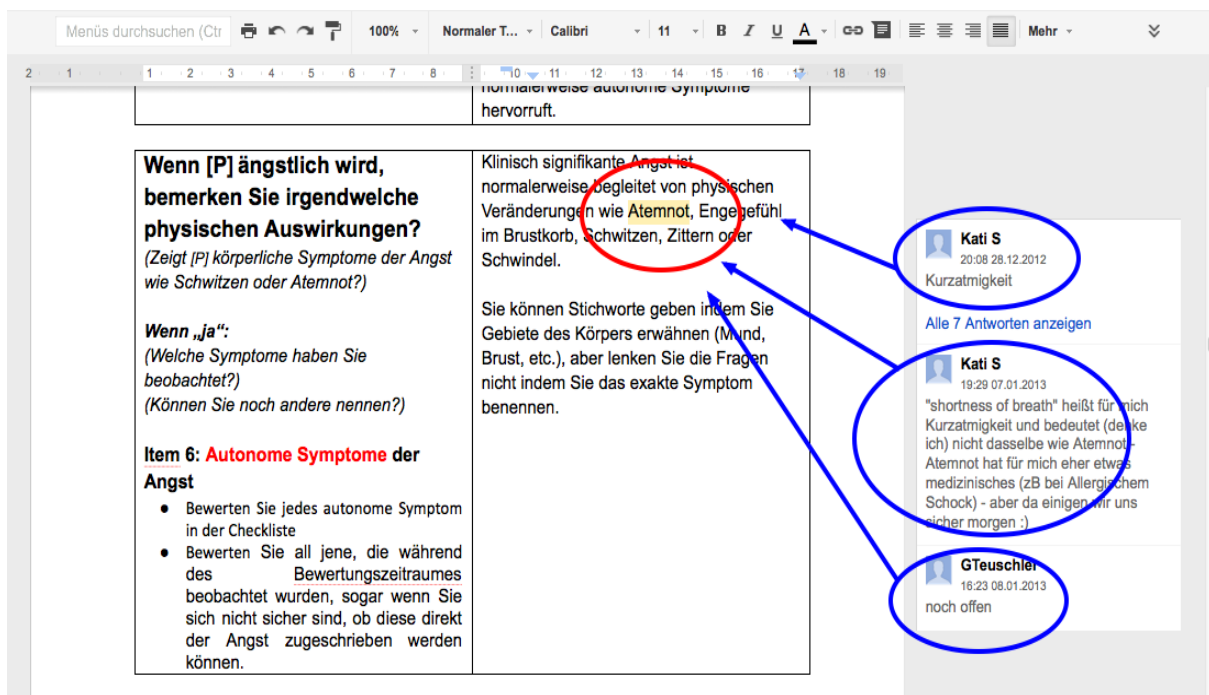 Menüs durchsuchen (Ctr
100%
Normaler T...
Calibri
11
B I U A
Mehr
2 1 1 2 3 4 5 6 7 8 10 11 12 13 14 15 16 17 18 19
normalerweise autonome Symptome
hervorruft.
Wenn [P] ängstlich wird,
bemerken Sie irgendwelche
physischen Auswirkungen?
(Zeigt [P] körperliche Symptome der Angst
wie Schwitzen oder Atemnot?)
Wenn „ja“:
(Welche Symptome haben Sie
beobachtet?)
(Können Sie noch andere nennen?)
Item 6: Autonome Symptome der
Angst
● Bewerten Sie jedes autonome Symptom
in der Checkliste
● Bewerten Sie all jene, die während
des Bewertungszeitraumes
beobachtet wurden, sogar wenn Sie
sich nicht sicher sind, ob diese direkt
der Angst zugeschrieben werden
können.
Klinisch signifikante Angst ist
normalerweise begleitet von physischen
Veränderungen wie Atemnot, Engegefühl
im Brustkorb, Schwitzen, Zittern oder
Schwindel.
Sie können Stichworte geben indem Sie
Gebiete des Körpers erwähnen (Mund,
Brust, etc.), aber lenken Sie die Fragen
nicht indem Sie das exakte Symptom
benennen.
Kati S
20:08 28.12.2012
Kurzatmigkeit
Alle 7 Antworten anzeigen
Kati S
19:29 07.01.2013
"shortness of breath" heißt für mich
Kurzatmigkeit und bedeutet (denke
ich) nicht dasselbe wie Atemnot -
Atemnot hat für mich eher etwas
medizinisches (zB bei Allergischem
Schock) - aber da einigen wir uns
sicher morgen :)
GTeuschler
16:23 08.01.2013
noch offen